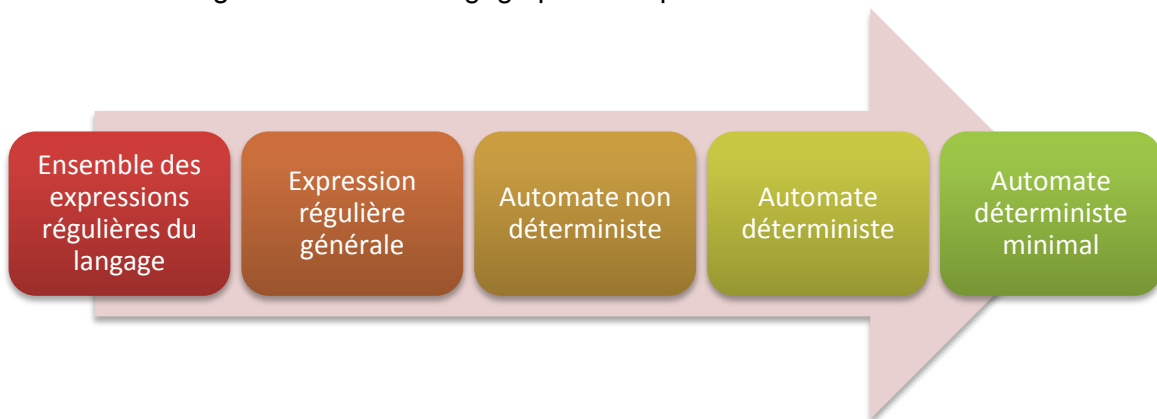 Ensemble des
expressions
régulières du
langage
Expression
régulière
générale
Automate non
déterministe
Automate
déterministe
Automate
déterministe
minimal